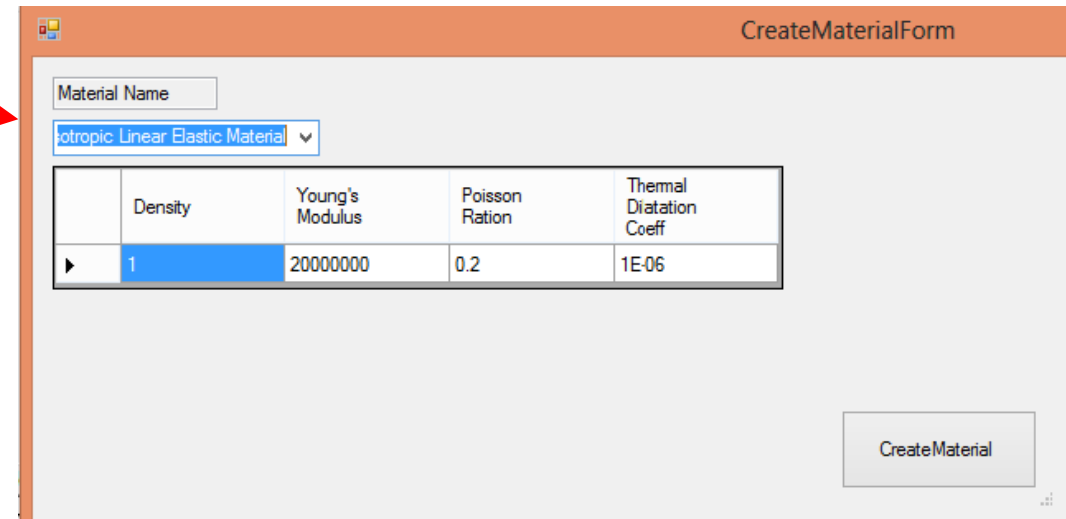 CreateMaterialForm
Material Name
sotropic Linear Elastic Material
Density
Young's
Modulus
Poisson
Ration
Thermal
Diatation
Coeff
1
20000000
0.2
1E-06
CreateMaterial